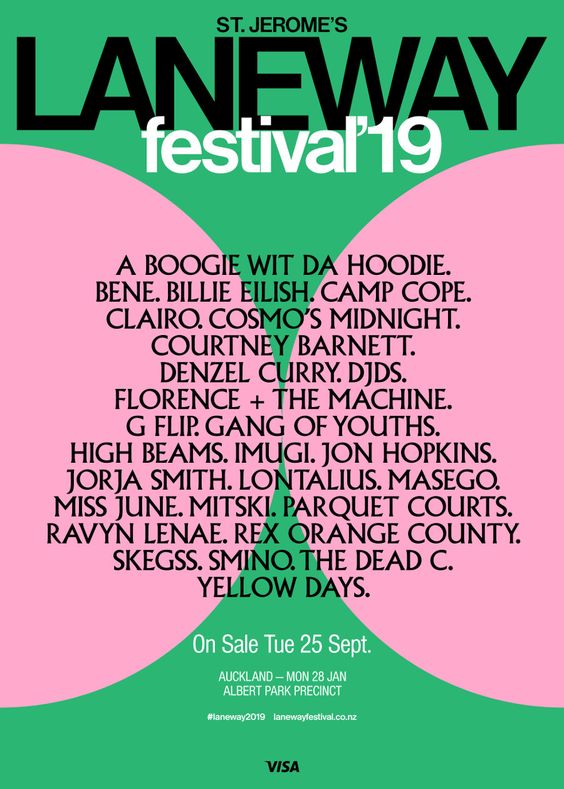 ST. JEROME'S
LANEWAY
festival'19
A BOOGIE WIT DA HOODIE.
BENE. BILLIE EILISH. CAMP COPE.
CLAIRO. COSMO'S MIDNIGHT.
COURTNEY BARNETT.
DENZEL CURRY. DJDS.
FLORENCE + THE MACHINE.
G FLIP. GANG OF YOUTHS.
HIGH BEAMS. IMUGI. JON HOPKINS.
JORJA SMITH. LONTALIUS. MASEGO.
MISS JUNE. MITSKI. PARQUET COURTS.
RAVYN LENAE. REX ORANGE COUNTY.
SKEGSS. SMINO. THE DEAD C.
YELLOW DAYS.
On Sale Tue 25 Sept.
AUCKLAND – MON 28 JAN
ALBERT PARK PRECINCT
#laneway2019 lanewayfestival.co.nz
VISA